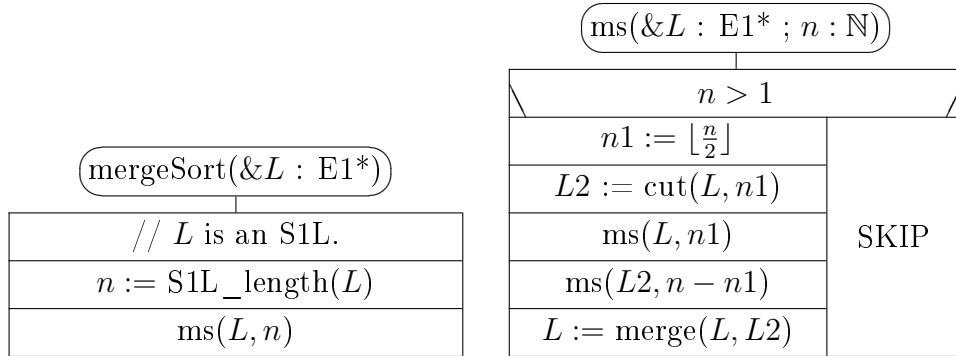 mergeSort(&L : E1*)
// L is an S1L.
n := S1L_length(L)
ms(L, n)
ms(&L : E1* ; n : ℕ)
n > 1
n1 := ⌊n/2⌋
L2 := cut(L, n1)
ms(L, n1)
ms(L2, n − n1)
L := merge(L, L2)
SKIP